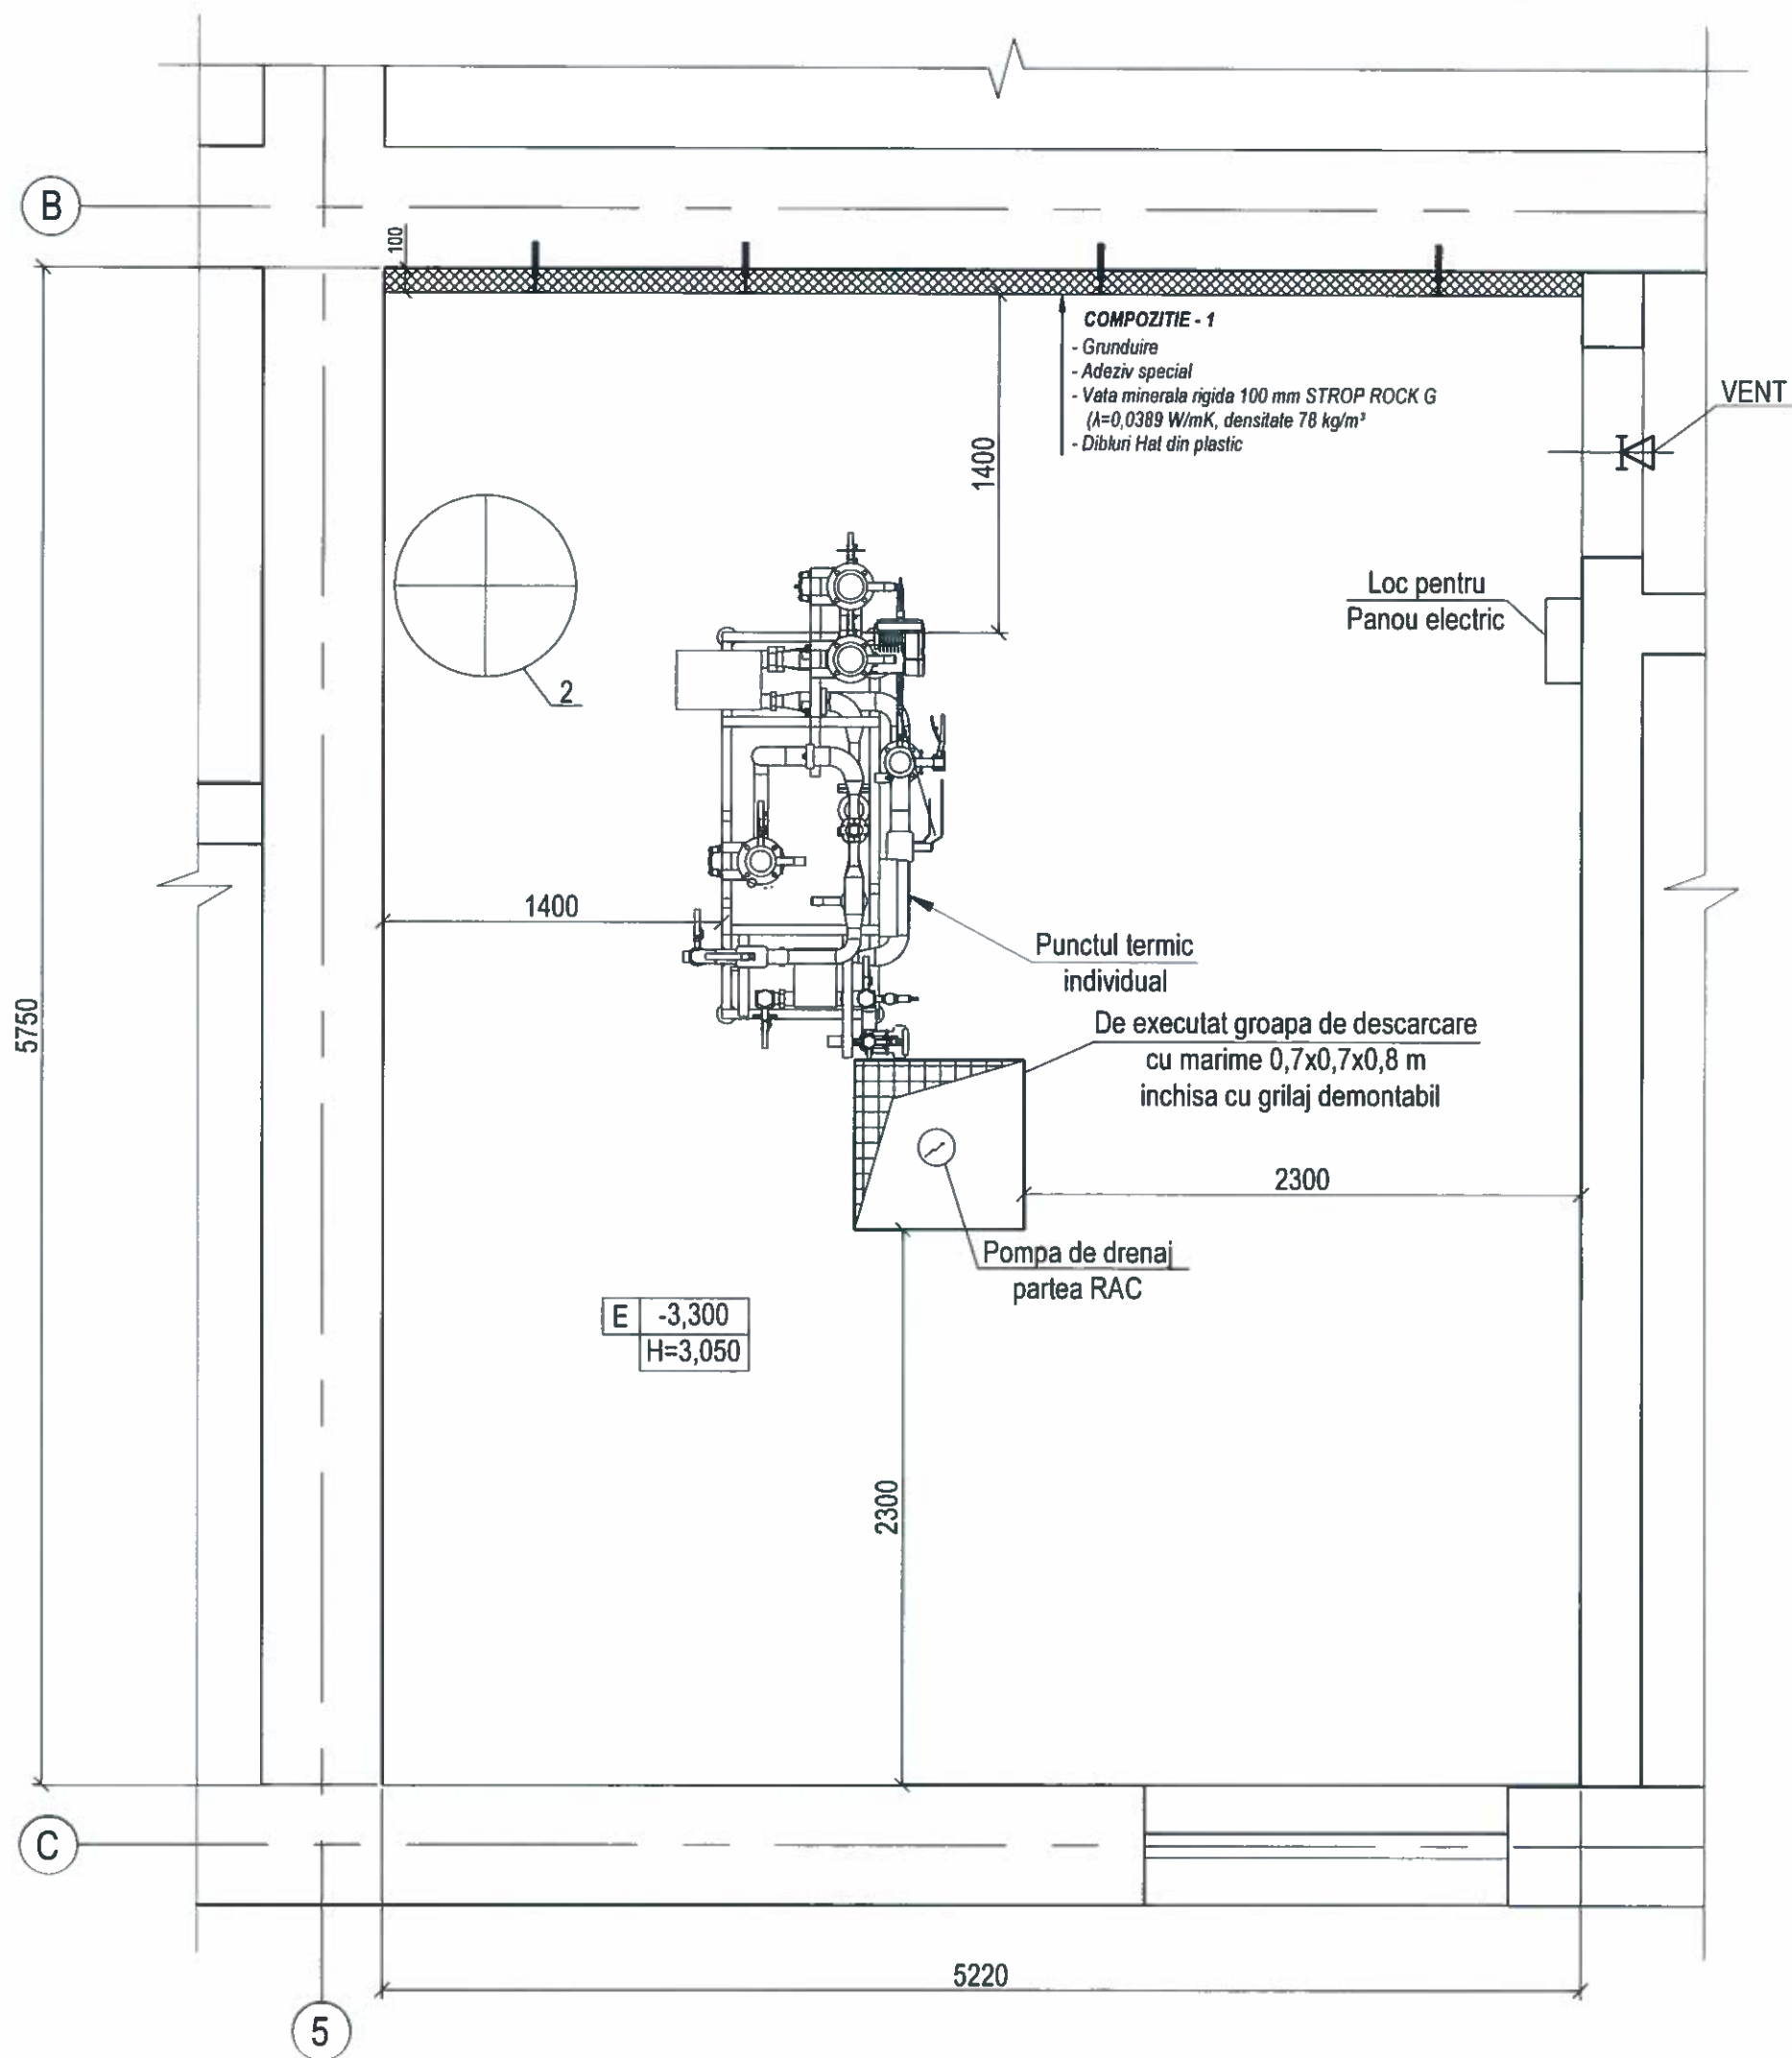 B
100
COMPOZITIE - 1
- Grunduire
- Adeziv special
- Vata minerala rigida 100 mm STROP ROCK G
(λ=0,0389 W/mK, densitate 78 kg/m³
- Dibluri Hat din plastic
VENT
1400
Loc pentru
Panou electric
2
1400
Punctul termic
individual
De executat groapa de descarcare
cu marime 0,7x0,7x0,8 m
inchisa cu grilaj demontabil
5750
2300
Pompa de drenaj
partea RAC
E -3,300
H=3,050
2300
C
5220
5